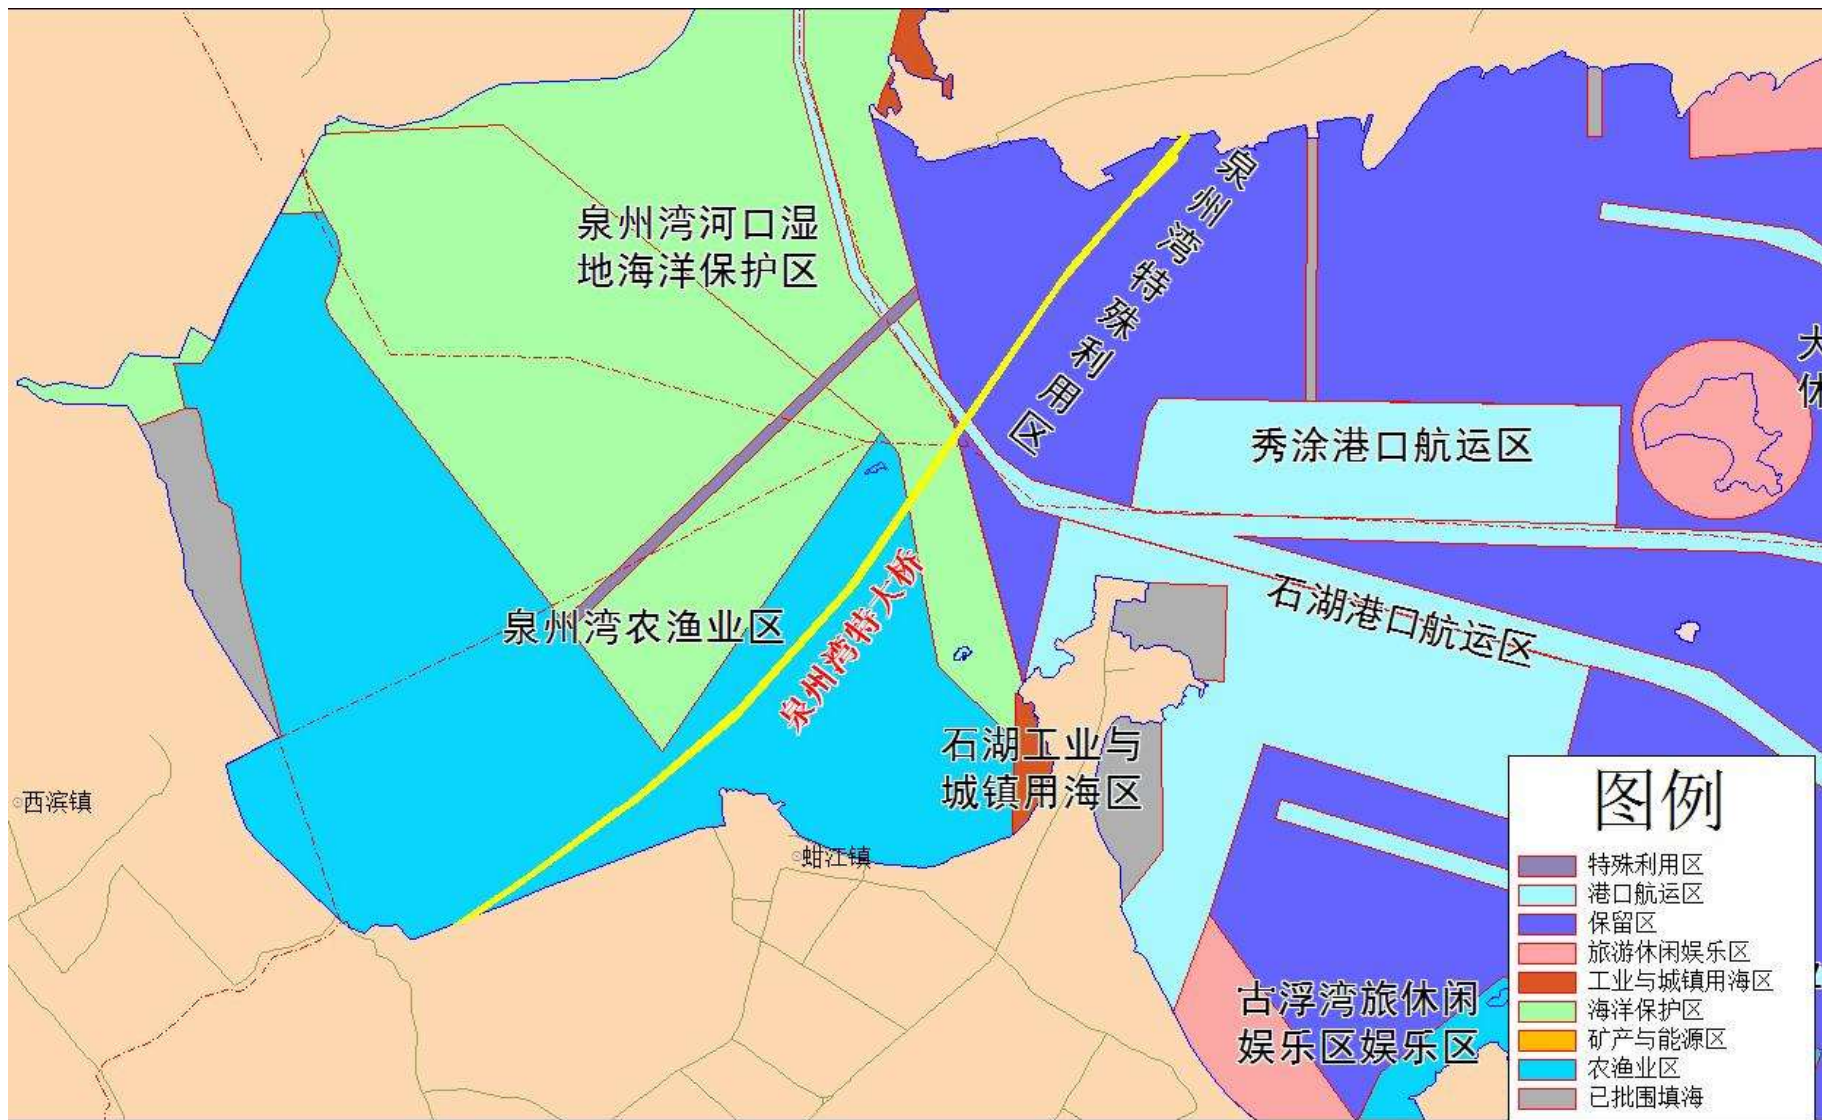 泉州湾河口湿
地海洋保护区
泉州湾特殊利用区
大
休
秀涂港口航运区
泉州湾农渔业区
泉州湾特大桥
石湖港口航运区
石湖工业与
城镇用海区
西滨镇
蚶江镇
古浮湾旅休闲
娱乐区娱乐区
图例
特殊利用区
港口航运区
保留区
旅游休闲娱乐区
工业与城镇用海区
海洋保护区
矿产与能源区
农渔业区
已批围填海